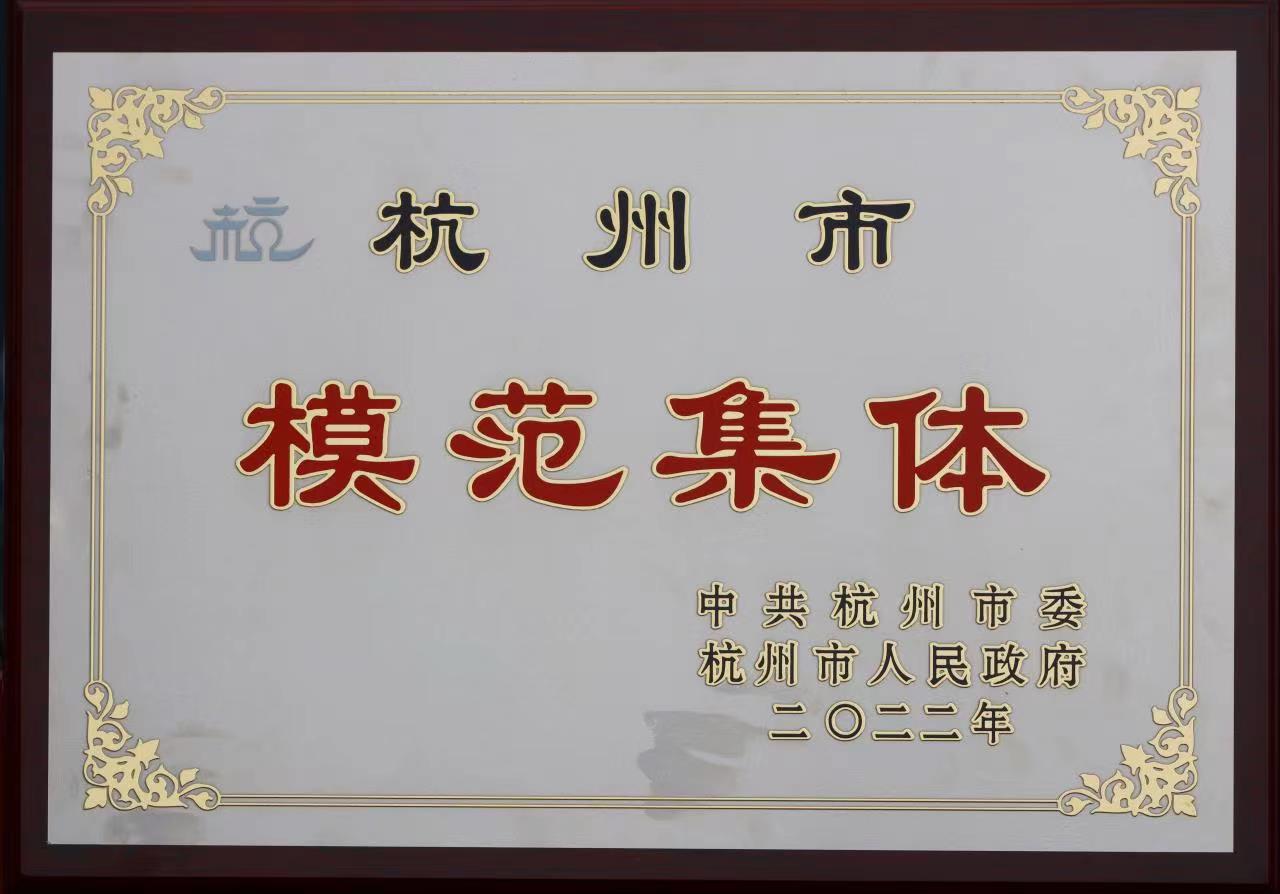 杭州市
模范集体
中共杭州市委
杭州市人民政府
二〇二二年